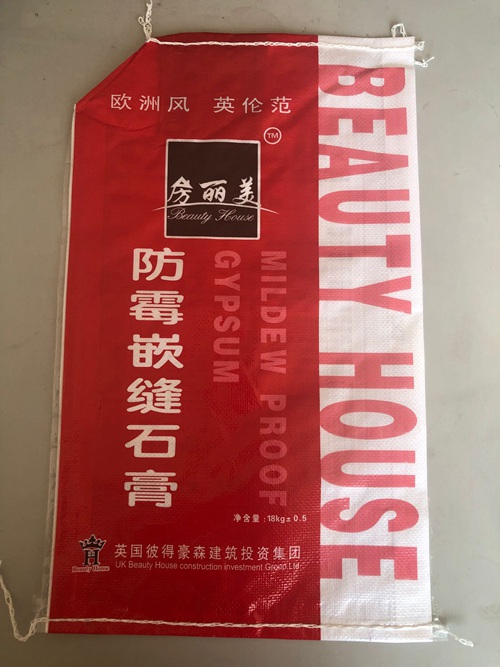 欧洲风 英伦范
TM
房丽美
Beauty House
防霉嵌缝石膏
MILDEW PROOF
GYPSUM
BEAUTY HOUSE
净含量:18kg±0.5
H
Beauty House
英国彼得豪森建筑投资集团
UK Beauty House construction investment Group Ltd